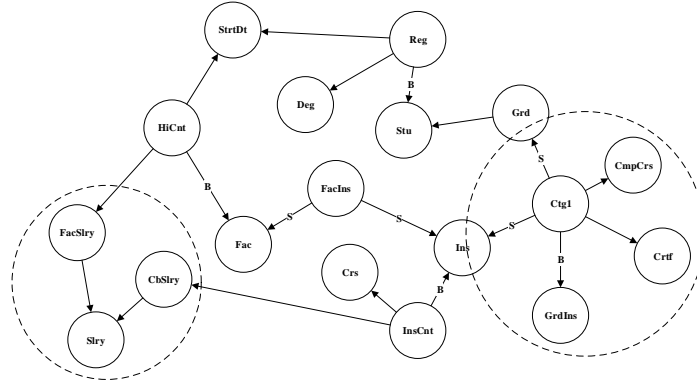 StrtDt
Reg
Deg
B
Stu
Grd
HiCnt
B
S
CmpCrs
FacIns
Ctg1
S
S
S
FacSlry
Fac
Ins
Crtf
B
CbSlry
Crs
B
GrdIns
InsCnt
Slry